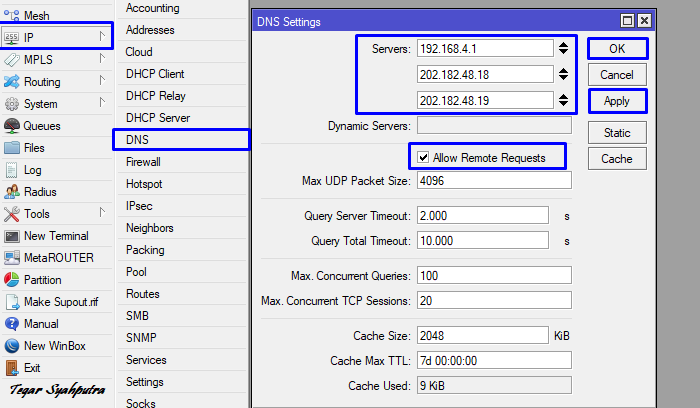 Mesh
IP
MPLS
Routing
System
Queues
Files
Log
Radius
Tools
New Terminal
MetaROUTER
Partition
Make Supout.rif
Manual
New WinBox
Exit
Tegar Syahputra
Accounting
Addresses
Cloud
DHCP Client
DHCP Relay
DHCP Server
DNS
Firewall
Hotspot
IPsec
Neighbors
Packing
Pool
Routes
SMB
SNMP
Services
Settings
Socks
DNS Settings
Servers: 192.168.4.1
202.182.48.18
202.182.48.19
Dynamic Servers:
Allow Remote Requests
Max UDP Packet Size: 4096
Query Server Timeout: 2.000 s
Query Total Timeout: 10.000 s
Max. Concurrent Queries: 100
Max. Concurrent TCP Sessions: 20
Cache Size: 2048 KiB
Cache Max TTL: 7d 00:00:00
Cache Used: 9 KiB
OK
Cancel
Apply
Static
Cache